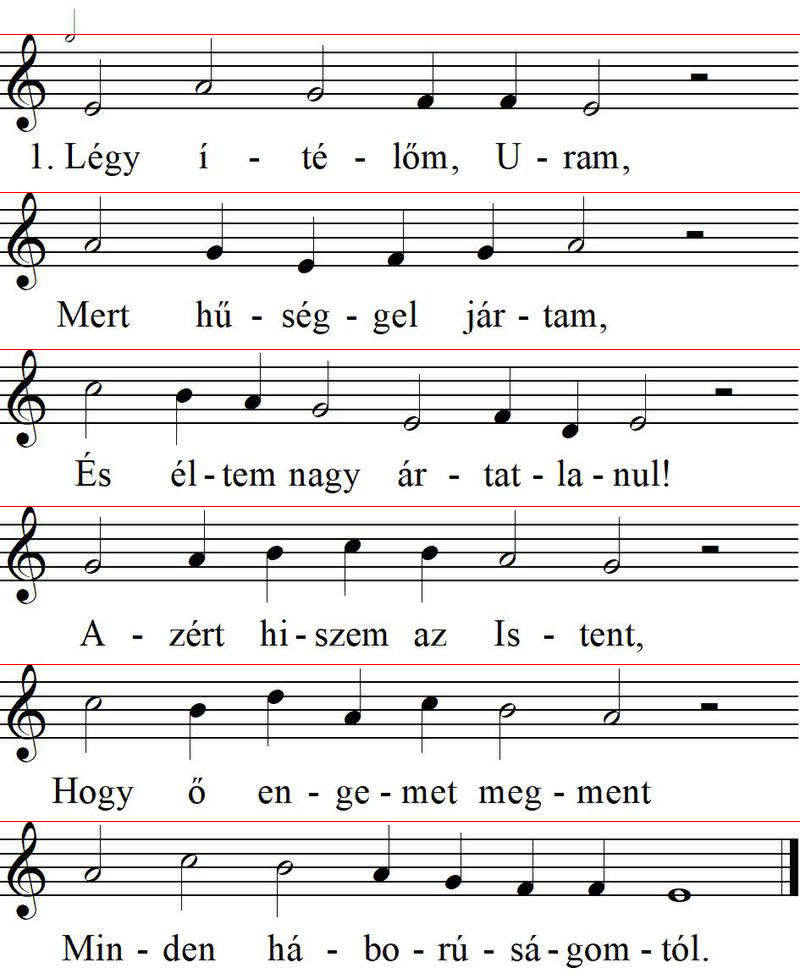 1. Légy í - té - lőm, U - ram,
Mert hű - ség - gel jár - tam,
És él - tem nagy ár - tat - la - nul!
A - zért hi - szem az Is - tent,
Hogy ő en - ge - met meg - ment
Min - den há - bo - rú - sá - gom - tól.